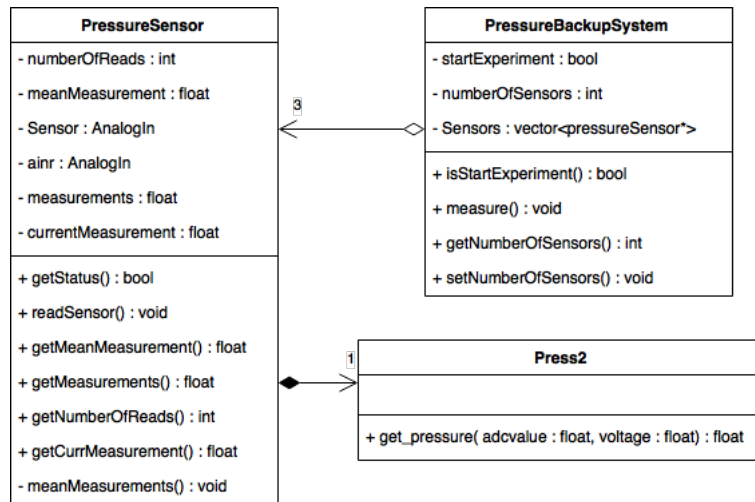 PressureSensor
- numberOfReads : int
- meanMeasurement : float
- Sensor : AnalogIn
- ainr : AnalogIn
- measurements : float
- currentMeasurement : float
+ getStatus() : bool
+ readSensor() : void
+ getMeanMeasurement() : float
+ getMeasurements() : float
+ getNumberOfReads() : int
+ getCurrMeasurement() : float
- meanMeasurements() : void
3
PressureBackupSystem
- startExperiment : bool
- numberOfSensors : int
- Sensors : vector<pressureSensor*>
+ isStartExperiment() : bool
+ measure() : void
+ getNumberOfSensors() : int
+ setNumberOfSensors() : void
1
Press2
+ get_pressure( adcvalue : float, voltage : float) : float